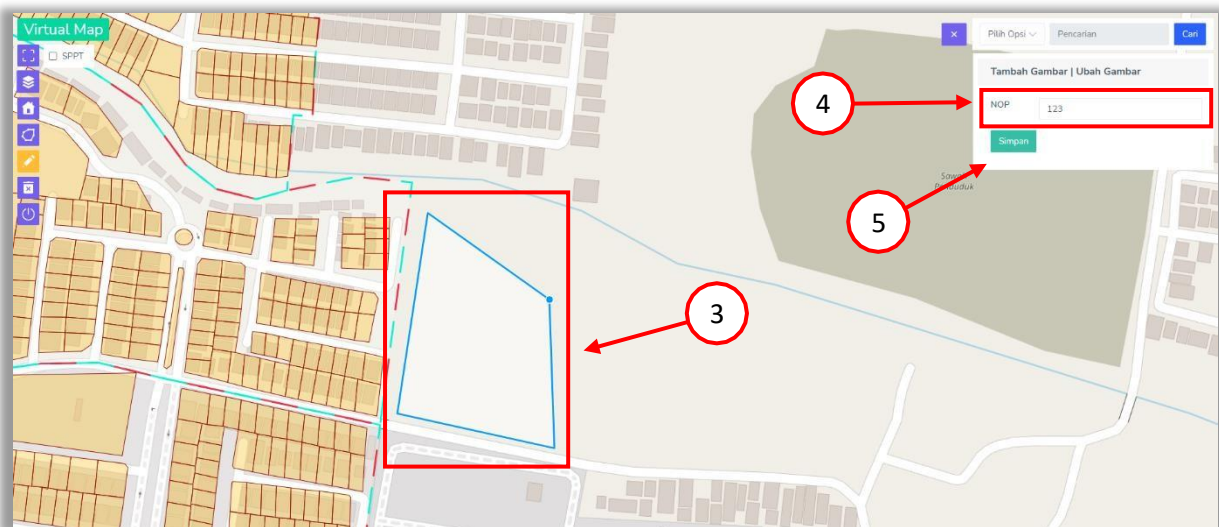 Virtual Map
SPPT
Pilih Opsi
Pencarian
Cari
Tambah Gambar | Ubah Gambar
NOP
123
Simpan
4
5
3